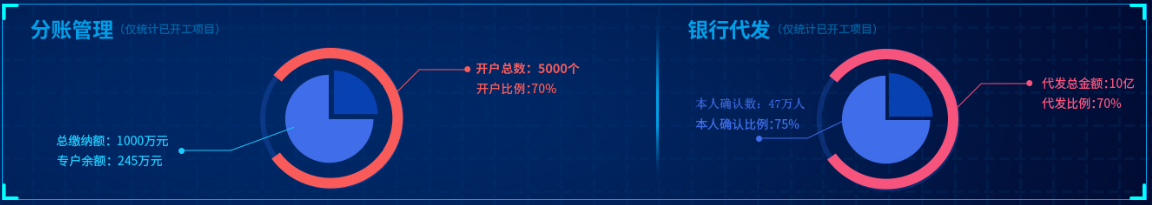 分账管理（仅统计已开工项目）
开户总数：5000个
开户比例:70%
总缴纳额：1000万元
专户余额：245万元
银行代发（仅统计已开工项目）
代发总金额:10亿
代发比例:70%
本人确认数：47万人
本人确认比例:75%